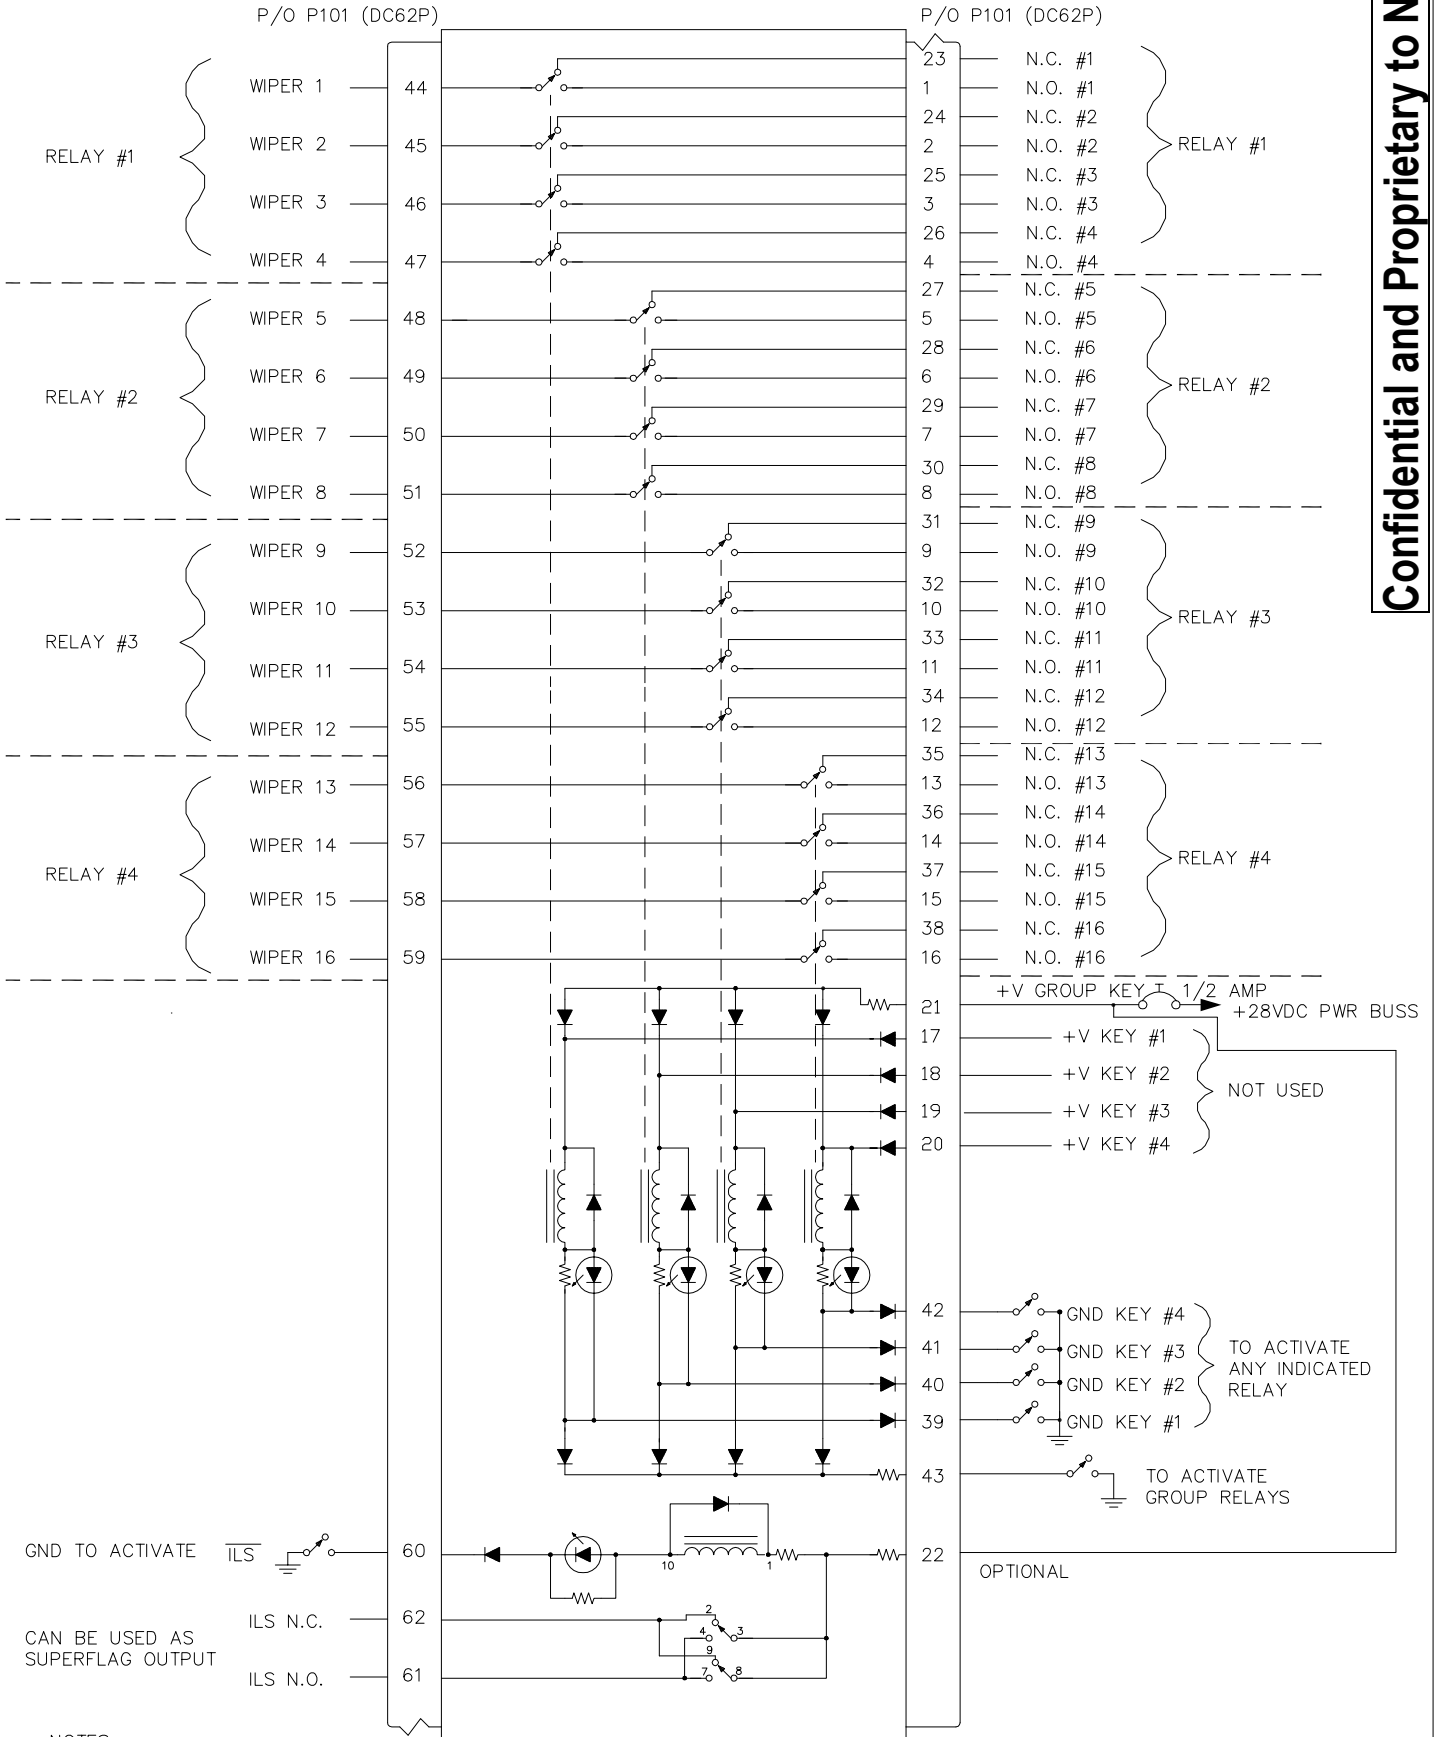 P/O P101 (DC62P) P/O P101 (DC62P)
23 N.C. #1
WIPER 1 44 1 N.O. #1
24 N.C. #2
WIPER 2 45 2 N.O. #2
RELAY #1 RELAY #1
25 N.C. #3
WIPER 3 46 3 N.O. #3
26 N.C. #4
WIPER 4 47 4 N.O. #4
27 N.C. #5
WIPER 5 48 5 N.O. #5
28 N.C. #6
WIPER 6 49 6 N.O. #6
RELAY #2 RELAY #2
29 N.C. #7
WIPER 7 50 7 N.O. #7
30 N.C. #8
WIPER 8 51 8 N.O. #8
31 N.C. #9
WIPER 9 52 9 N.O. #9
32 N.C. #10
WIPER 10 53 10 N.O. #10
RELAY #3 RELAY #3
33 N.C. #11
WIPER 11 54 11 N.O. #11
34 N.C. #12
WIPER 12 55 12 N.O. #12
35 N.C. #13
WIPER 13 56 13 N.O. #13
36 N.C. #14
WIPER 14 57 14 N.O. #14
RELAY #4 RELAY #4
37 N.C. #15
WIPER 15 58 15 N.O. #15
38 N.C. #16
WIPER 16 59 16 N.O. #16
+V GROUP KEY 1/2 AMP
21 +28VDC PWR BUSS
17 +V KEY #1
18 +V KEY #2
NOT USED
19 +V KEY #3
20 +V KEY #4
42 GND KEY #4
41 GND KEY #3
40 GND KEY #2
39 GND KEY #1
TO ACTIVATE
ANY INDICATED
RELAY
43 TO ACTIVATE
GROUP RELAYS
GND TO ACTIVATE ILS 60 10 1 22
OPTIONAL
ILS N.C. 62 2
4 3
CAN BE USED AS
SUPERFLAG OUTPUT
9
ILS N.O. 61 7 8
Confidential and Proprietary to